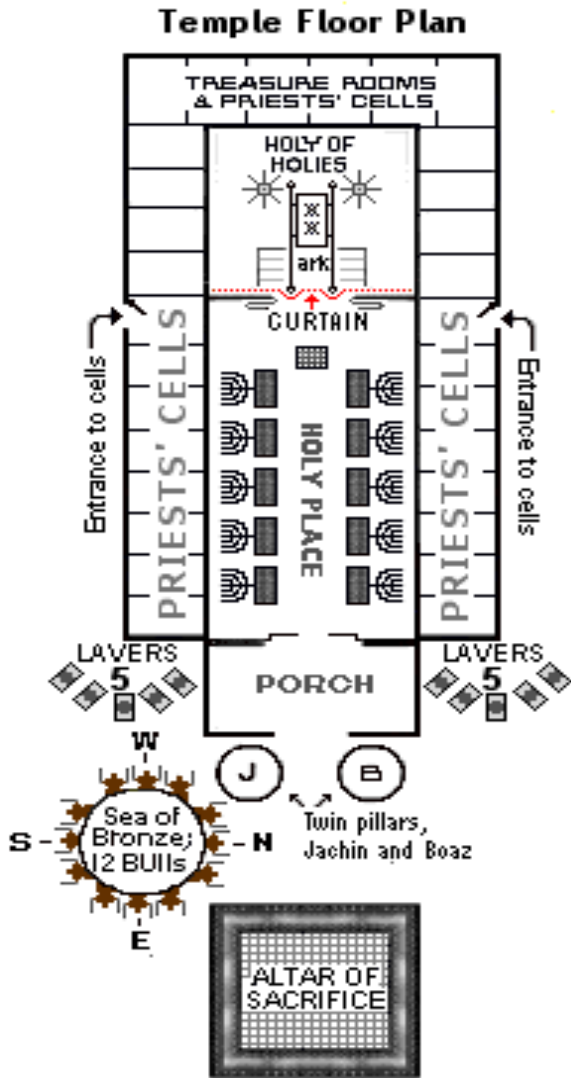 Temple Floor Plan
TREASURE ROOMS
& PRIESTS' CELLS
HOLY OF
HOLIES
ark
CURTAIN
Entrance to cells
PRIESTS' CELLS
HOLY PLACE
PRIESTS' CELLS
Entrance to
cells
LAVERS
5
PORCH
LAVERS
5
W
J
B
Sea of
Bronze;
12 BUlls
S
N
E
Twin pillars,
Jachin and Boaz
ALTAR OF
SACRIFICE